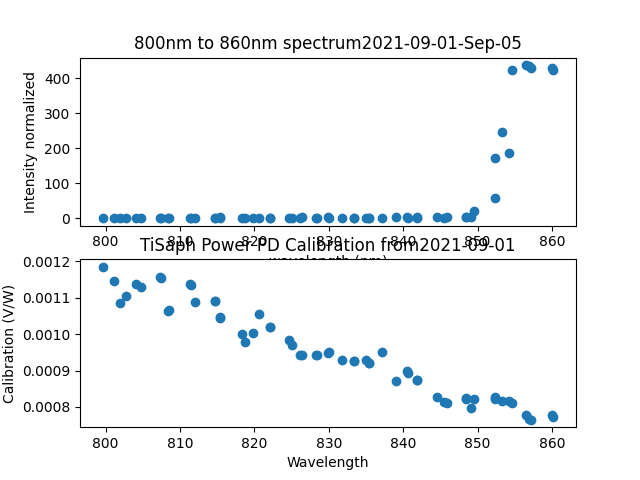 800nm to 860nm spectrum2021-09-01-Sep-05
Intensity normalized
400
300
200
100
0
800 810 820 830 840 850 860
TiSaph Power PD Calibration from2021-09-01
Calibration (V/W)
0.0012
0.0011
0.0010
0.0009
0.0008
800 810 820 830 840 850 860
Wavelength